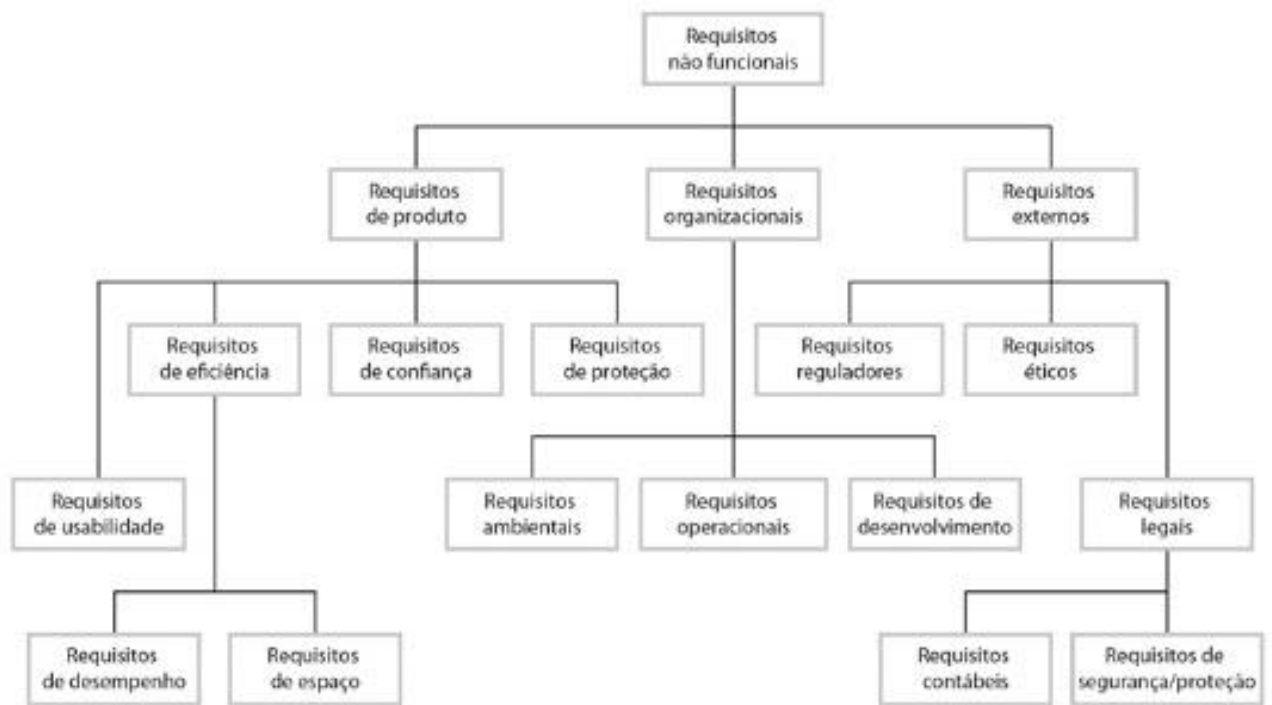 Requisitos
não funcionais
Requisitos
de produto
Requisitos
organizacionais
Requisitos
externos
Requisitos
de eficiência
Requisitos
de confiança
Requisitos
de proteção
Requisitos
reguladores
Requisitos
éticos
Requisitos
de usabilidade
Requisitos
ambientais
Requisitos
operacionais
Requisitos de
desenvolvimento
Requisitos
legais
Requisitos
de desempenho
Requisitos
de espaço
Requisitos
contábeis
Requisitos de
segurança/proteção